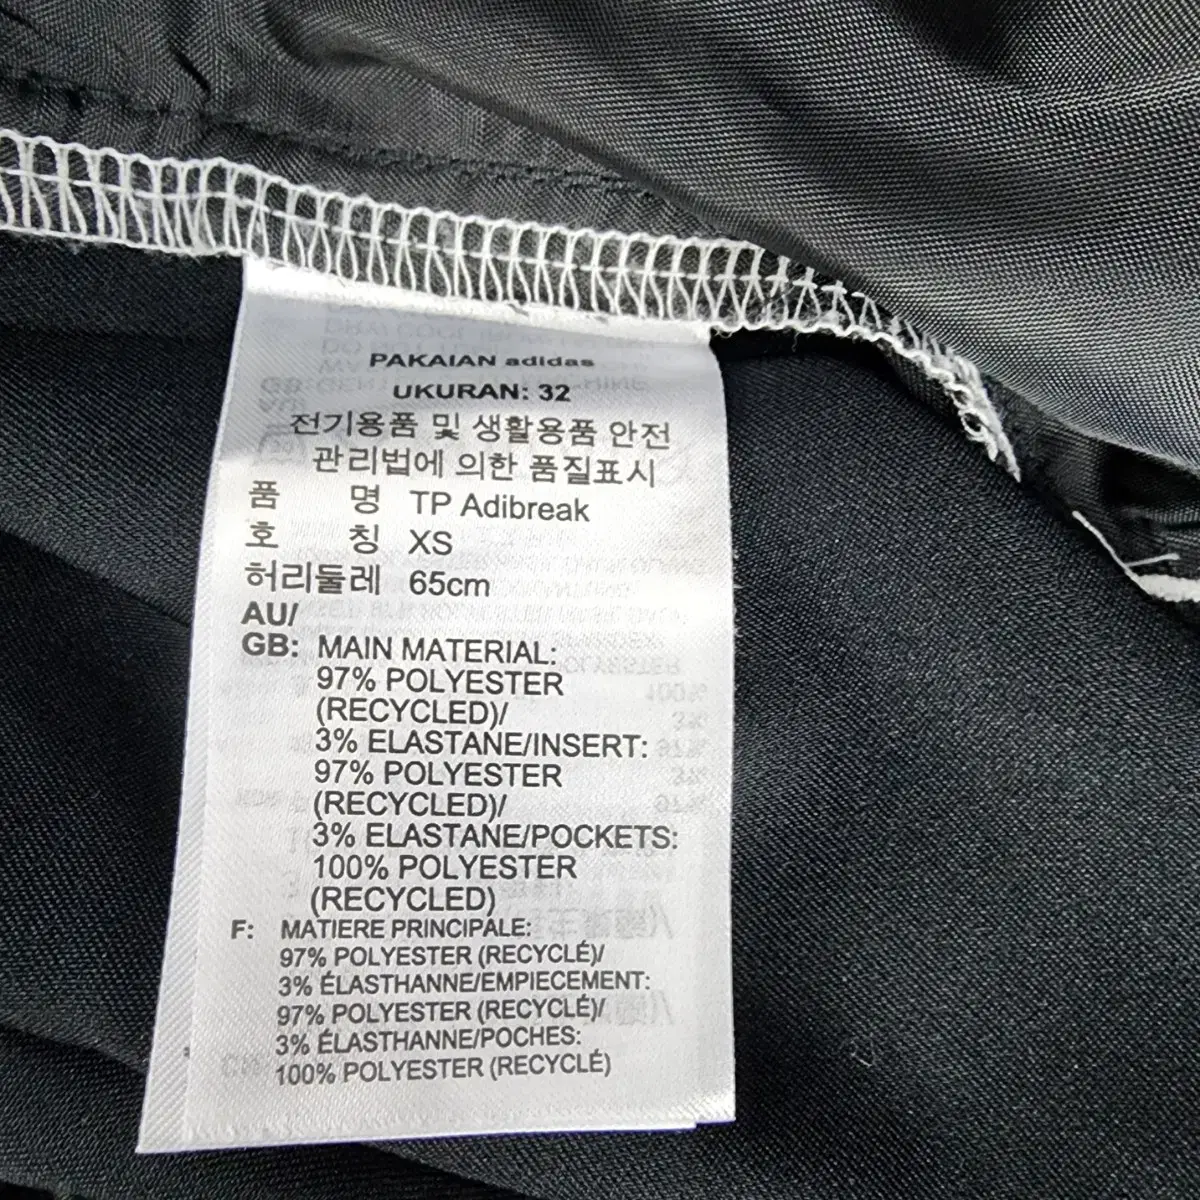 PAKAIAN adidas
UKURAN: 32
전기용품 및 생활용품 안전
관리법에 의한 품질표시
품 명 TP Adibreak
호 칭 XS
허리둘레 65cm
AU/
GB: MAIN MATERIAL:
97% POLYESTER
(RECYCLED)/
3% ELASTANE/INSERT:
97% POLYESTER
(RECYCLED)/
3% ELASTANE/POCKETS:
100% POLYESTER
(RECYCLED)
F: MATIERE PRINCIPALE:
97% POLYESTER (RECYCLÉ)/
3% ÉLASTHANNE/EMPIECEMENT:
97% POLYESTER (RECYCLÉ)/
3% ÉLASTHANNE/POCHES:
100% POLYESTER (RECYCLÉ)